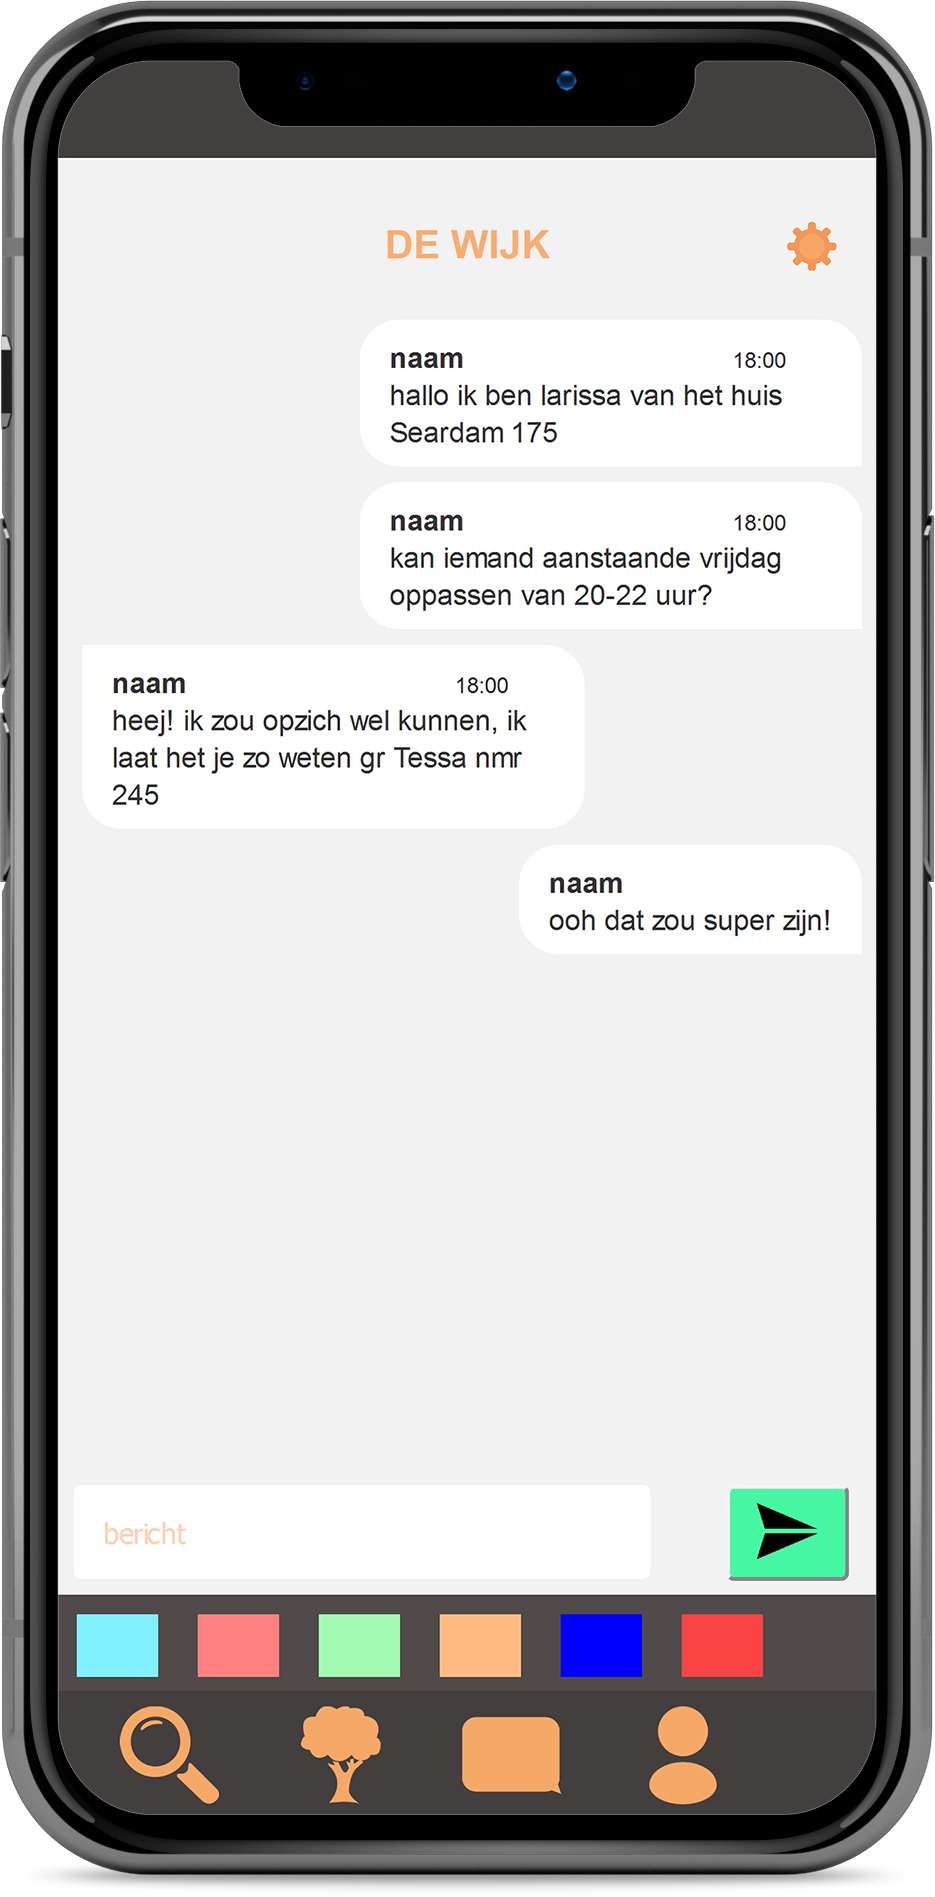 DE WIJK
naam 18:00
hallo ik ben larissa van het huis
Seardam 175
naam 18:00
kan iemand aanstaande vrijdag
oppassen van 20-22 uur?
naam 18:00
heej! ik zou opzich wel kunnen, ik
laat het je zo weten gr Tessa nmr
245
naam
ooh dat zou super zijn!
bericht